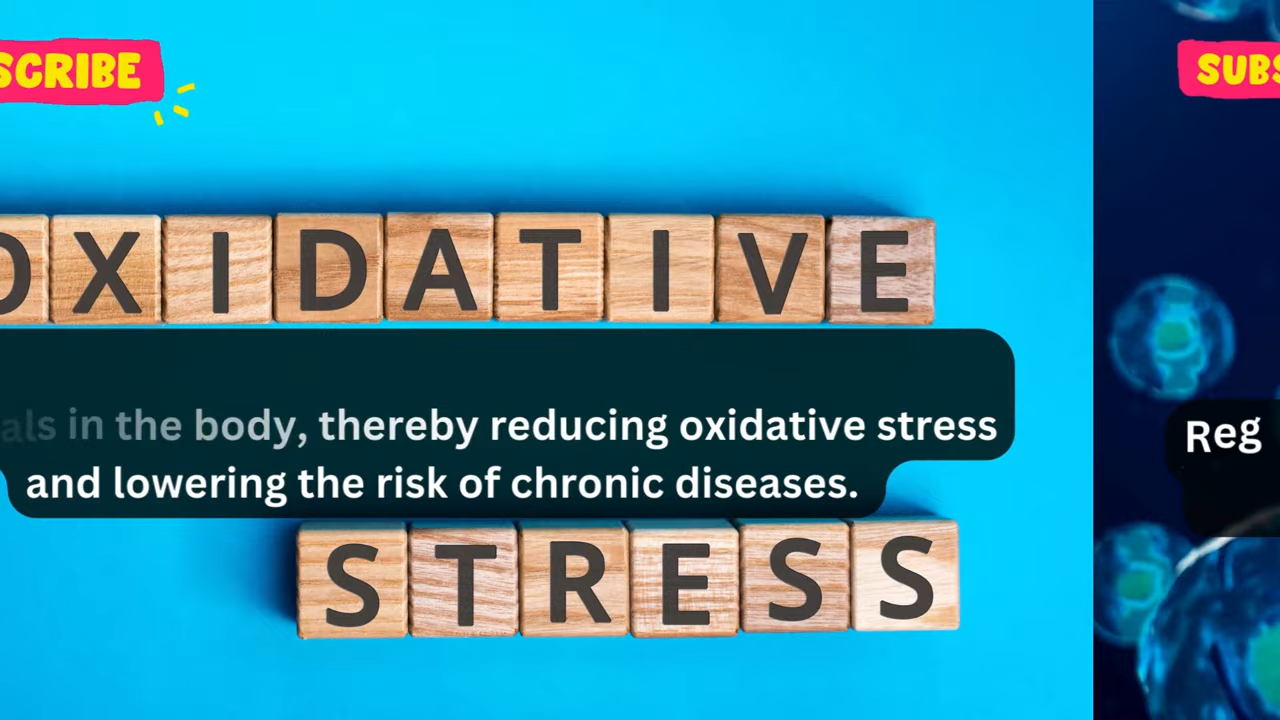 SCRIBE
SUBS
OXIDATIVE
als in the body, thereby reducing oxidative stress
and lowering the risk of chronic diseases.
Reg
STRESS